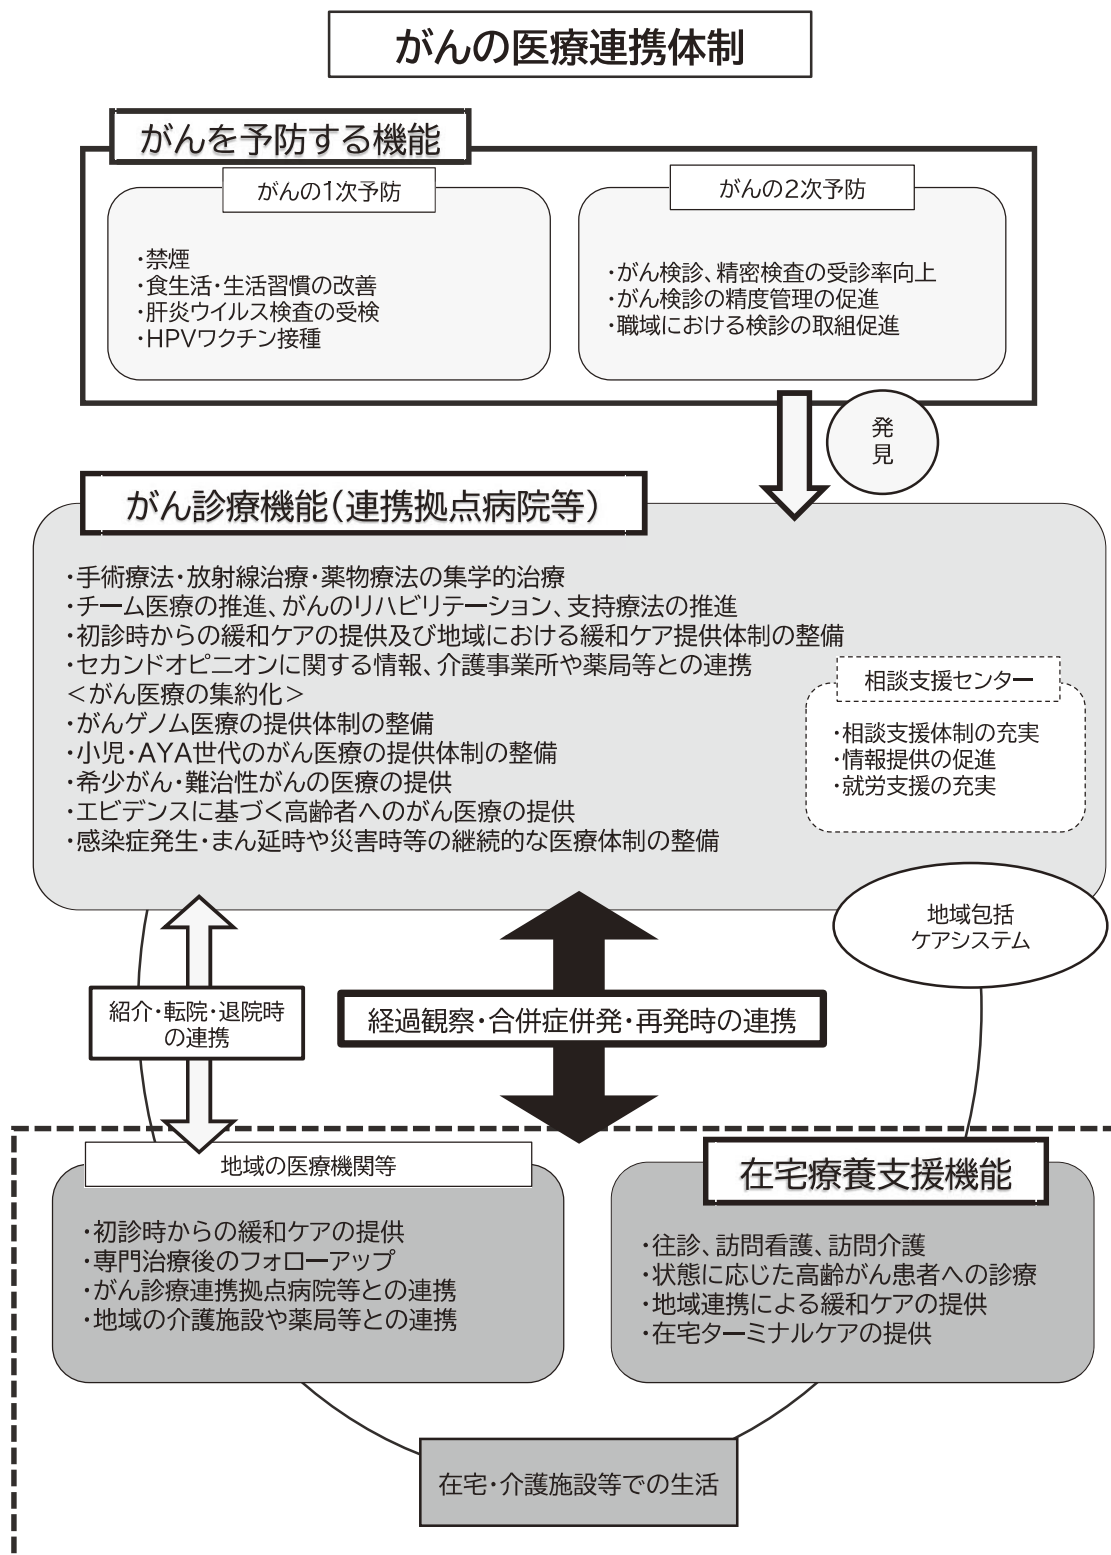 がんの医療連携体制
がんを予防する機能
がんの1次予防
・禁煙
・食生活・生活習慣の改善
・肝炎ウイルス検査の受検
・HPVワクチン接種
がんの2次予防
・がん検診、精密検査の受診率向上
・がん検診の精度管理の促進
・職域における検診の取組促進
発
見
がん診療機能（連携拠点病院等）
・手術療法・放射線治療・薬物療法の集学的治療
・チーム医療の推進、がんのリハビリテーション、支持療法の推進
・初診時からの緩和ケアの提供及び地域における緩和ケア提供体制の整備
・セカンドオピニオンに関する情報、介護事業所や薬局等との連携
＜がん医療の集約化＞
・がんゲノム医療の提供体制の整備
・小児・AYA世代のがん医療の提供体制の整備
・希少がん・難治性がんの医療の提供
・エビデンスに基づく高齢者へのがん医療の提供
・感染症発生・まん延時や災害時等の継続的な医療体制の整備
相談支援センター
・相談支援体制の充実
・情報提供の促進
・就労支援の充実
地域包括
ケアシステム
紹介・転院・退院時
の連携
経過観察・合併症併発・再発時の連携
地域の医療機関等
・初診時からの緩和ケアの提供
・専門治療後のフォローアップ
・がん診療連携拠点病院等との連携
・地域の介護施設や薬局等との連携
在宅療養支援機能
・往診、訪問看護、訪問介護
・状態に応じた高齢がん患者への診療
・地域連携による緩和ケアの提供
・在宅ターミナルケアの提供
在宅・介護施設等での生活